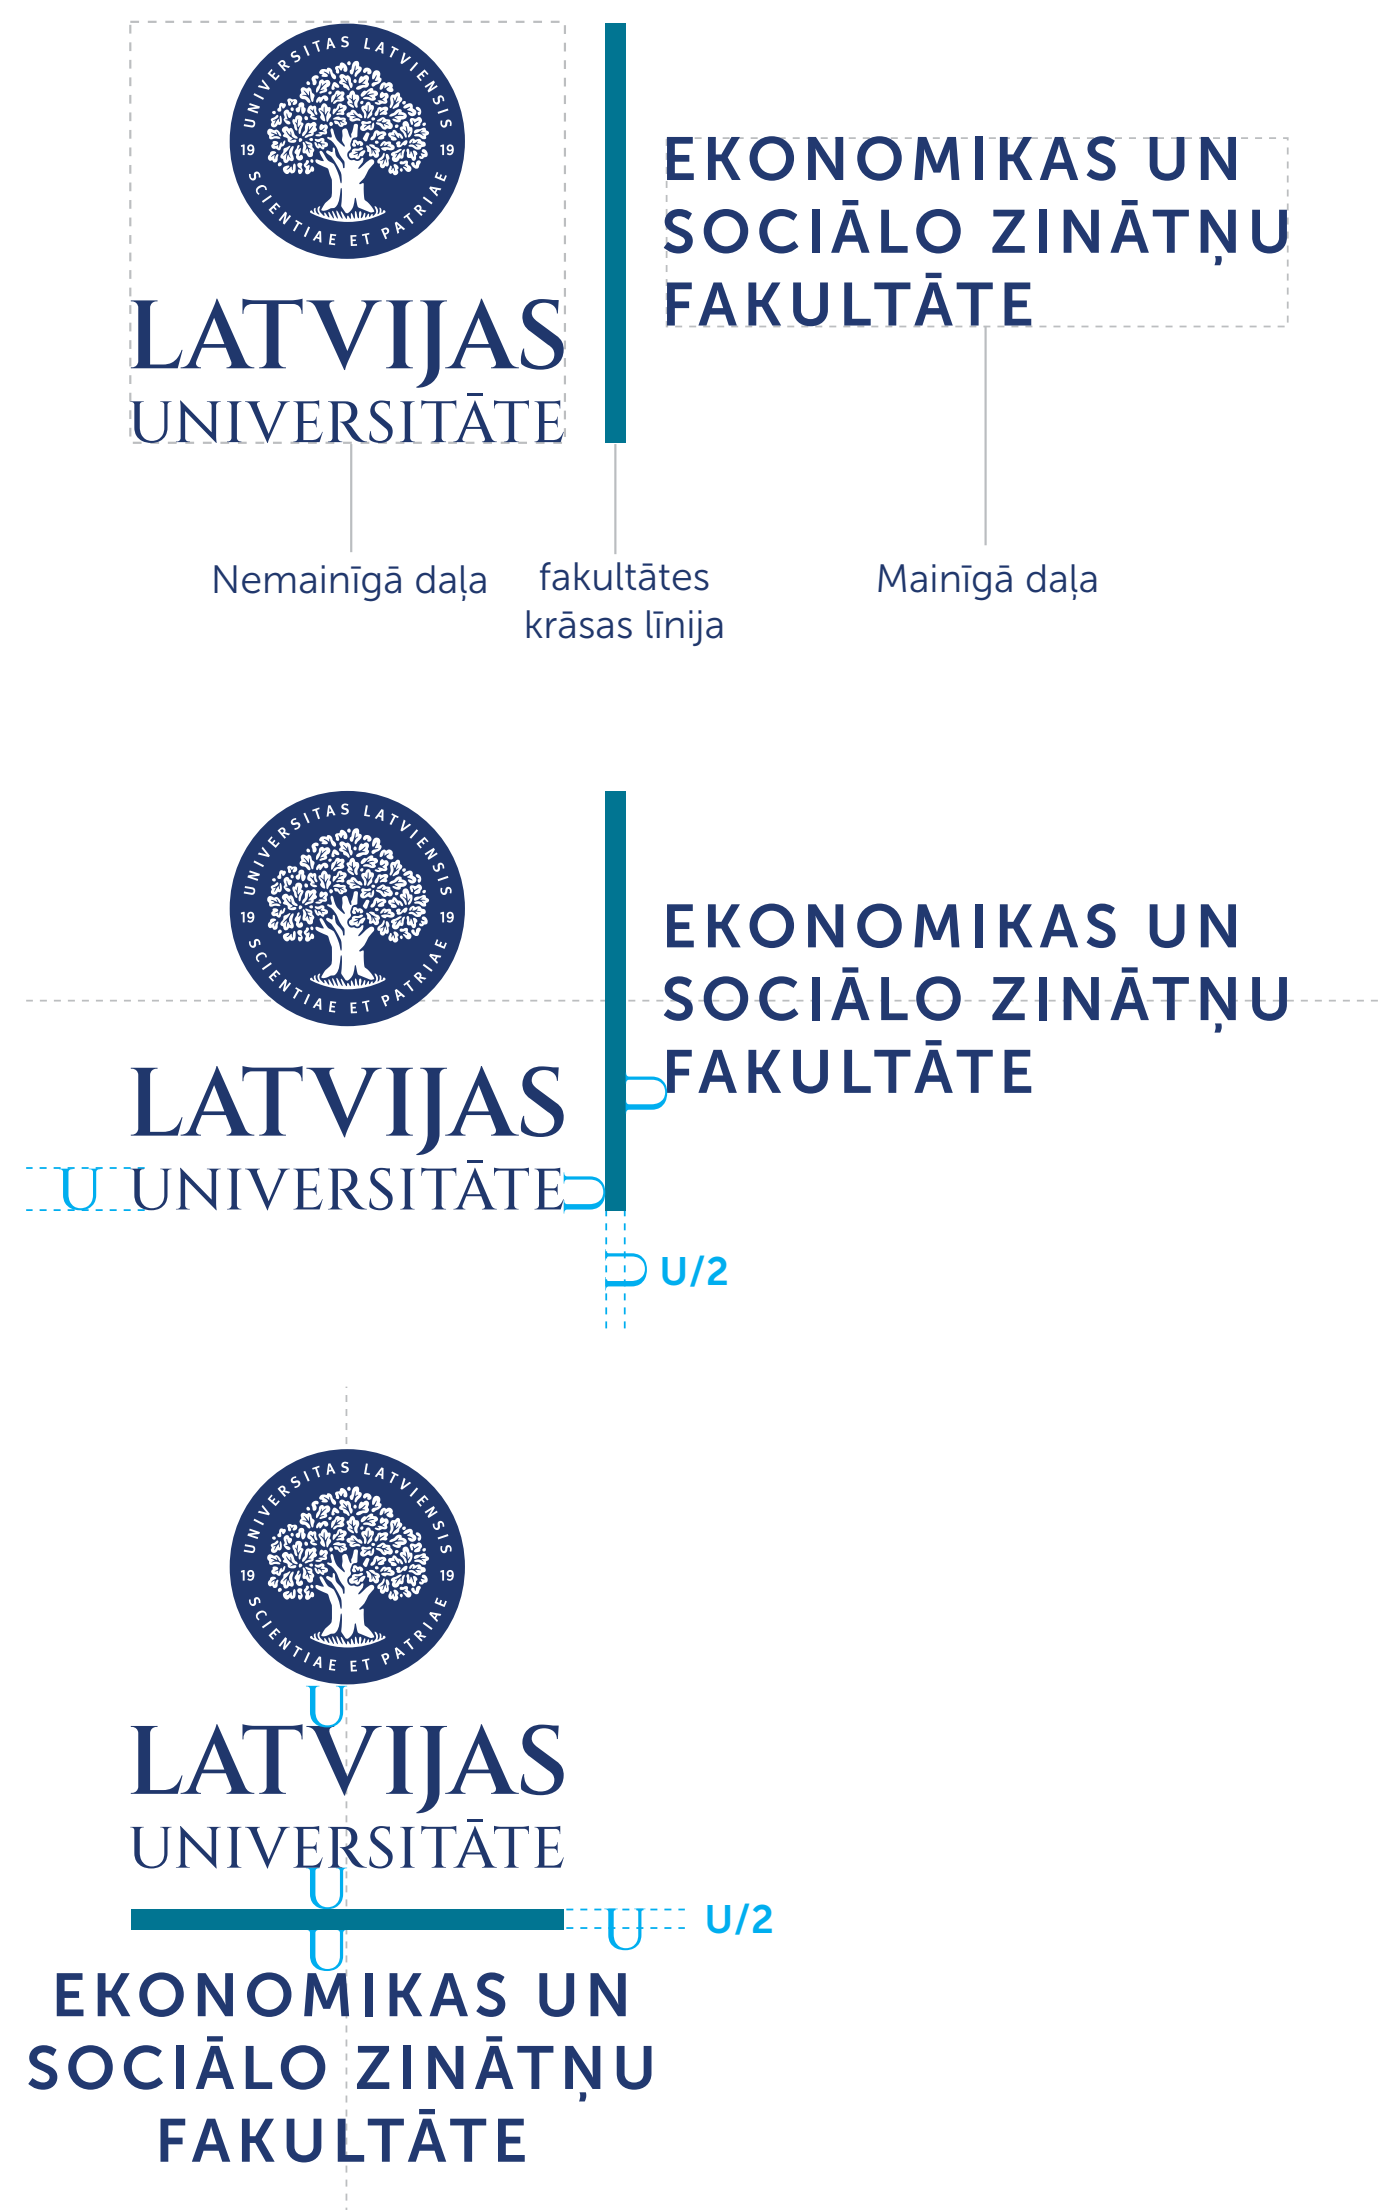 UNIVERSITAS LATVIENSIS
19 19
SCIENTIAE ET PATRIAE
LATVIJAS
UNIVERSITĀTE
EKONOMIKAS UN
SOCIĀLO ZINĀTŅU
FAKULTĀTE
Nemainīgā daļa
fakultātes
krāsas līnija
Mainīgā daļa
UNIVERSITAS LATVIENSIS
19 19
SCIENTIAE ET PATRIAE
LATVIJAS
U UNIVERSITĀTE U
EKONOMIKAS UN
SOCIĀLO ZINĀTŅU
FAKULTĀTE
U
U U/2
UNIVERSITAS LATVIENSIS
19 19
SCIENTIAE ET PATRIAE
U
LATVIJAS
UNIVERSITĀTE
U
U U/2
U
EKONOMIKAS UN
SOCIĀLO ZINĀTŅU
FAKULTĀTE